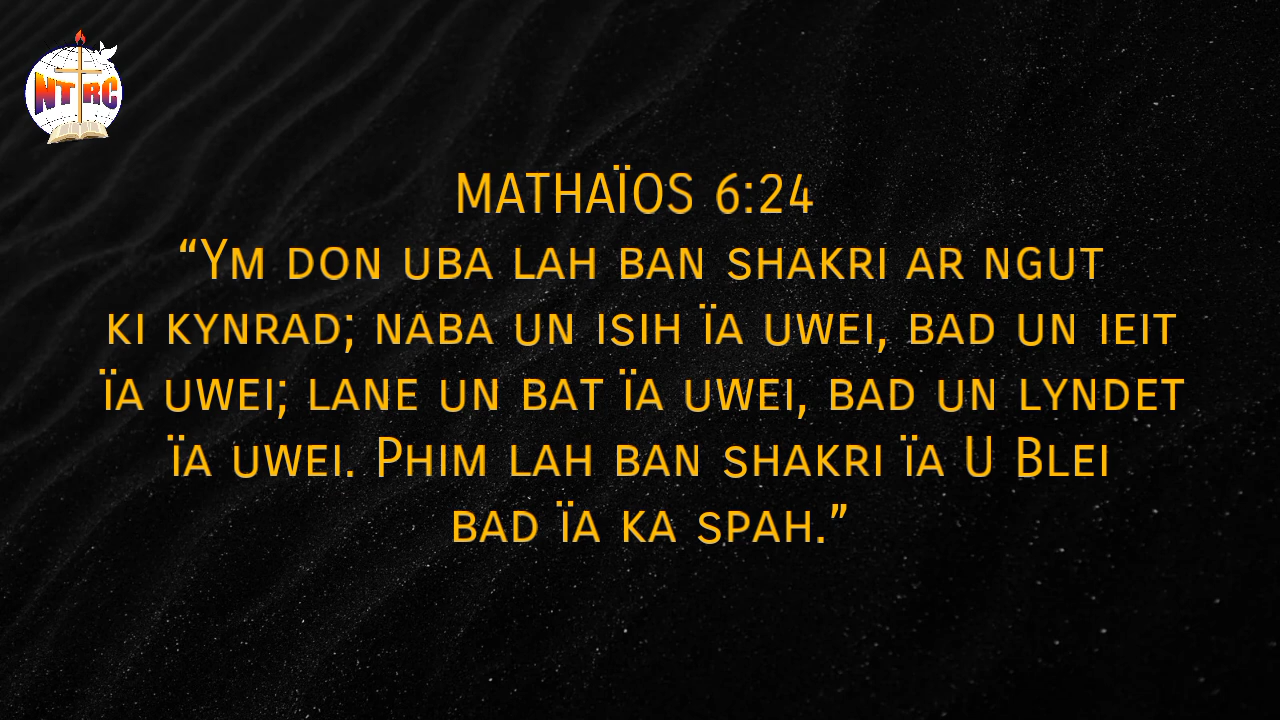 NT RC
MATHAÏOS 6:24
“Ym don uba lah ban shakri ar ngut
ki kynrad; naba un isih ïa uwei, bad un ieit
ïa uwei; lane un bat ïa uwei, bad un lyndet
ïa uwei. Phim lah ban shakri ïa U Blei
bad ïa ka spah.”